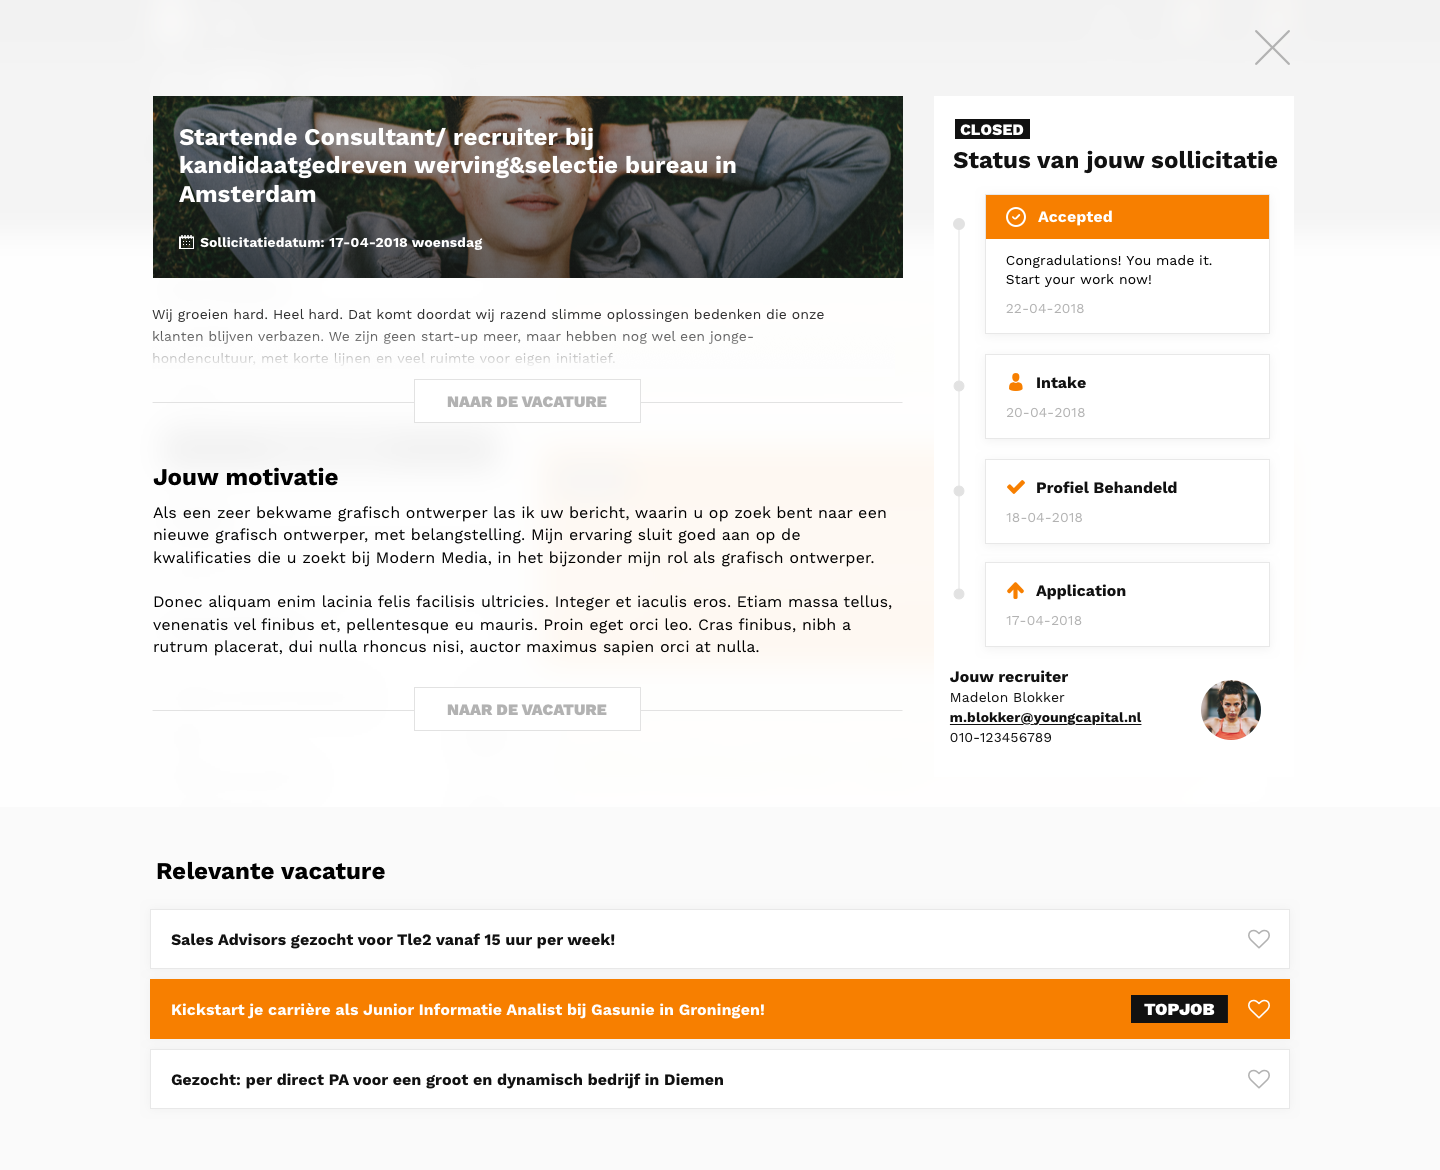 Startende Consultant/ recruiter bij
kandidaatgedreven werving&selectie bureau in
Amsterdam
Sollicitatiedatum: 17-04-2018 woensdag
Wij groeien hard. Heel hard. Dat komt doordat wij razend slimme oplossingen bedenken die onze
klanten blijven verbazen. We zijn geen start-up meer, maar hebben nog wel een jonge-
hondencultuur, met korte lijnen en veel ruimte voor eigen initiatief.
NAAR DE VACATURE
Jouw motivatie
Als een zeer bekwame grafisch ontwerper las ik uw bericht, waarin u op zoek bent naar een
nieuwe grafisch ontwerper, met belangstelling. Mijn ervaring sluit goed aan op de
kwalificaties die u zoekt bij Modern Media, in het bijzonder mijn rol als grafisch ontwerper.
Donec aliquam enim lacinia felis facilisis ultricies. Integer et iaculis eros. Etiam massa tellus,
venenatis vel finibus et, pellentesque eu mauris. Proin eget orci leo. Cras finibus, nibh a
rutrum placerat, dui nulla rhoncus nisi, auctor maximus sapien orci at nulla.
NAAR DE VACATURE
CLOSED
Status van jouw sollicitatie
Accepted
Congradulations! You made it.
Start your work now!
22-04-2018
Intake
20-04-2018
Profiel Behandeld
18-04-2018
Application
17-04-2018
Jouw recruiter
Madelon Blokker
m.blokker@youngcapital.nl
010-123456789
Relevante vacature
Sales Advisors gezocht voor Tle2 vanaf 15 uur per week!
Kickstart je carrière als Junior Informatie Analist bij Gasunie in Groningen!
TOPJOB
Gezocht: per direct PA voor een groot en dynamisch bedrijf in Diemen